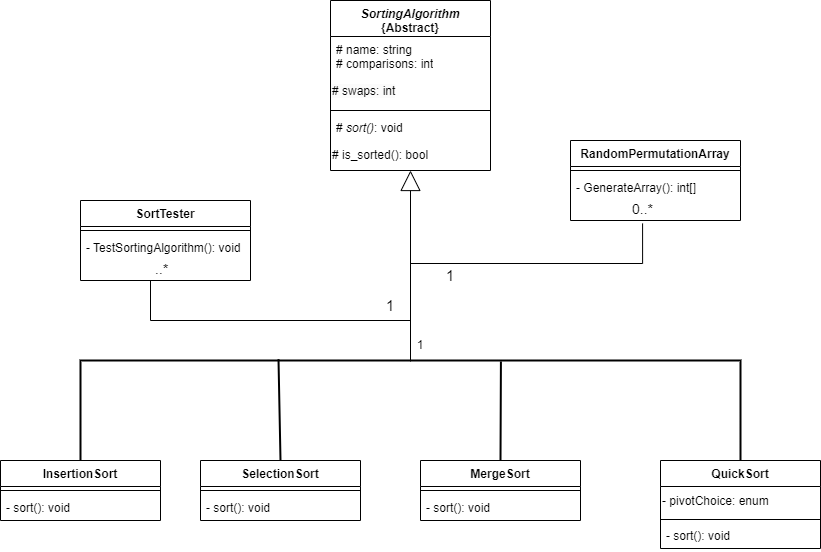 SortingAlgorithm
{Abstract}
# name: string
# comparisons: int
# swaps: int
# sort(): void
# is_sorted(): bool
RandomPermutationArray
- GenerateArray(): int[]
0..*
SortTester
- TestSortingAlgorithm(): void
..*
1
1
1
InsertionSort
- sort(): void
SelectionSort
- sort(): void
MergeSort
- sort(): void
QuickSort
- pivotChoice: enum
- sort(): void